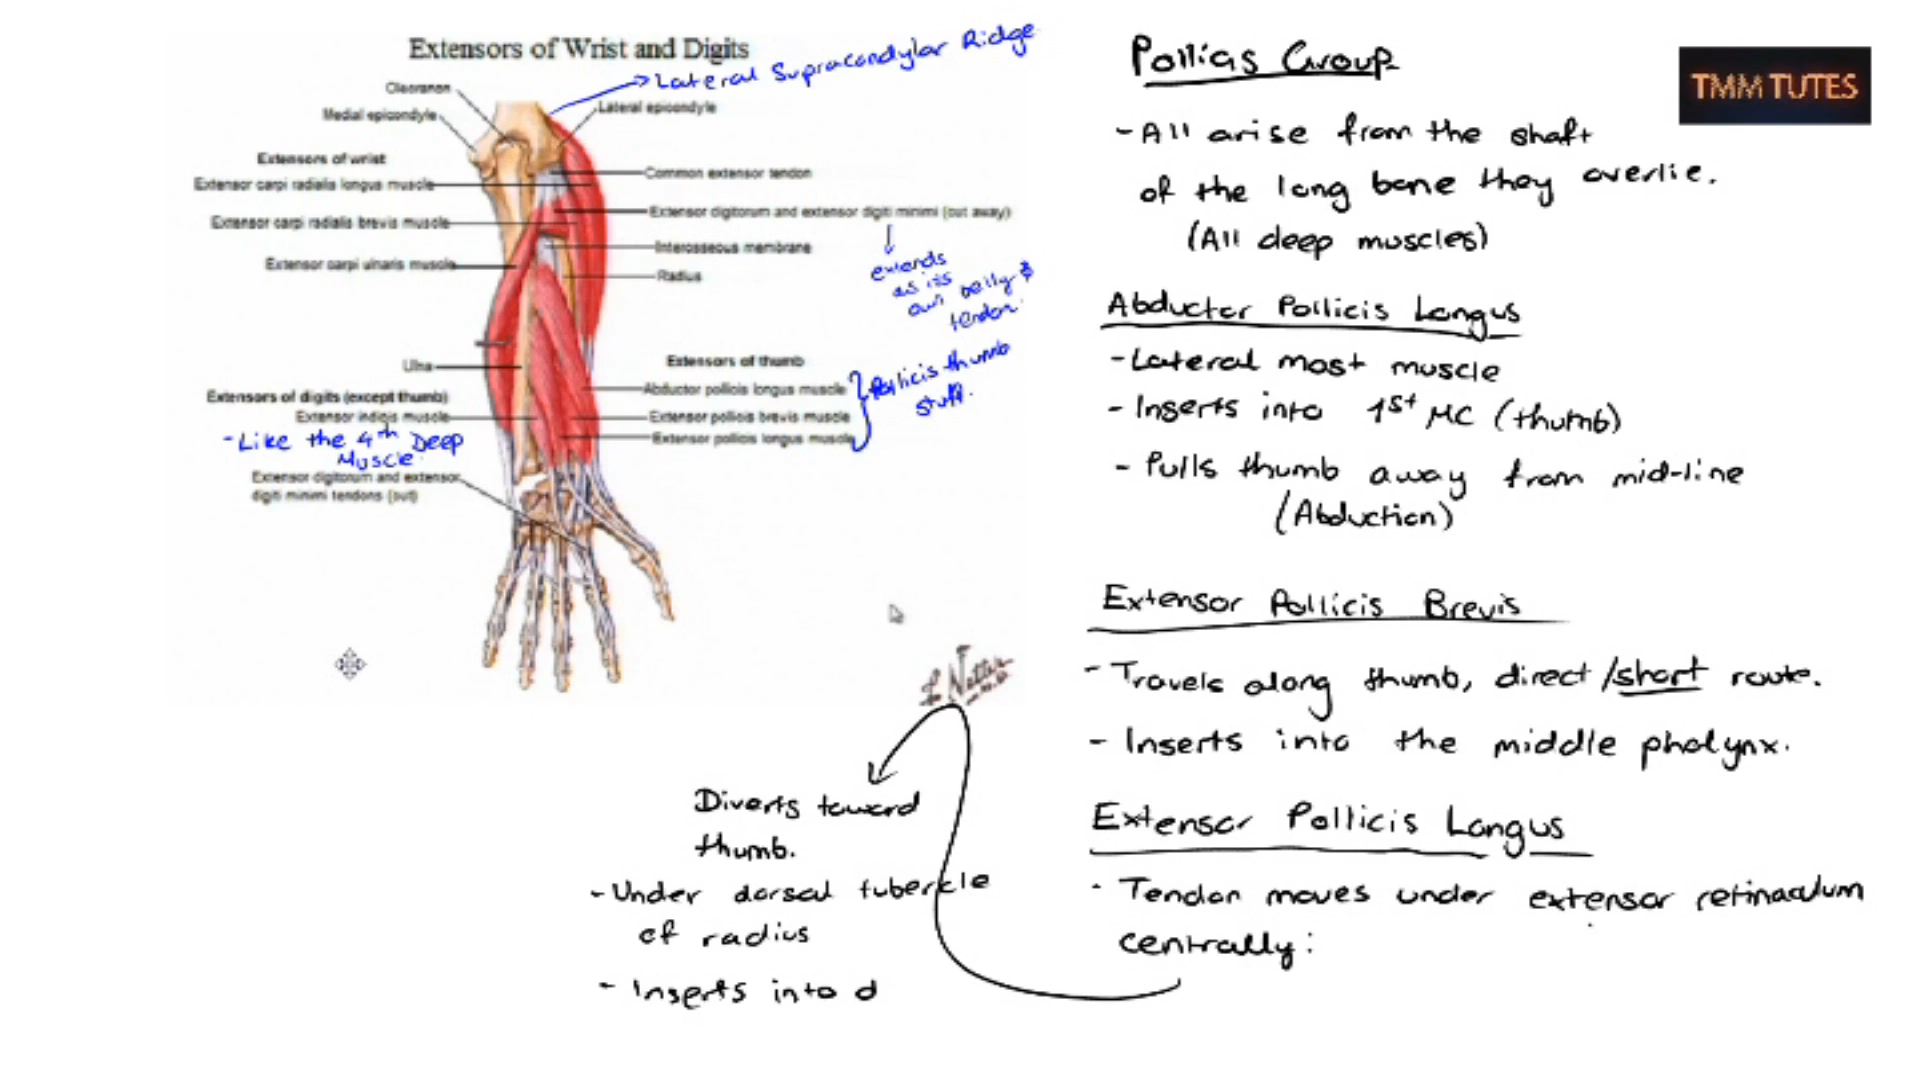 Extensors of Wrist and Digits
Lateral Supracondylar Ridge
Olecranon
Medial epicondyle
Lateral epicondyle
Extensors of wrist
Extensor carpi radialis longus muscle
Common extensor tendon
Extensor digitorum and extensor digiti minimi (cut away)
Extensor carpi radialis brevis muscle
Interosseous membrane
Extensor carpi ulnaris muscle
Radius
extends
as its
own belly &
tendon.
Ulna
Extensors of thumb
Abductor pollicis longus muscle
Extensor pollicis brevis muscle
Extensor pollicis longus muscle
Pollicis thumb
stuff.
Extensors of digits (except thumb)
Extensor indicis muscle
- Like the 4th Deep
Muscle
Extensor digitorum and extensor
digiti minimi tendons (cut)
F. Netter
Diverts toward
thumb.
- Under dorsal tubercle
of radius
- Inserts into d
TMM TUTES
Pollicis Group
- All arise from the shaft
of the long bone they overlie.
(All deep muscles)
Abductor Pollicis Longus
- Lateral most muscle
- Inserts into 1st MC (thumb)
- Pulls thumb away from mid-line
(Abduction)
Extensor Pollicis Brevis
- Travels along thumb, direct/short route.
- Inserts into the middle phalynx.
Extensor Pollicis Longus
- Tendon moves under extensor retinaculum
centrally: